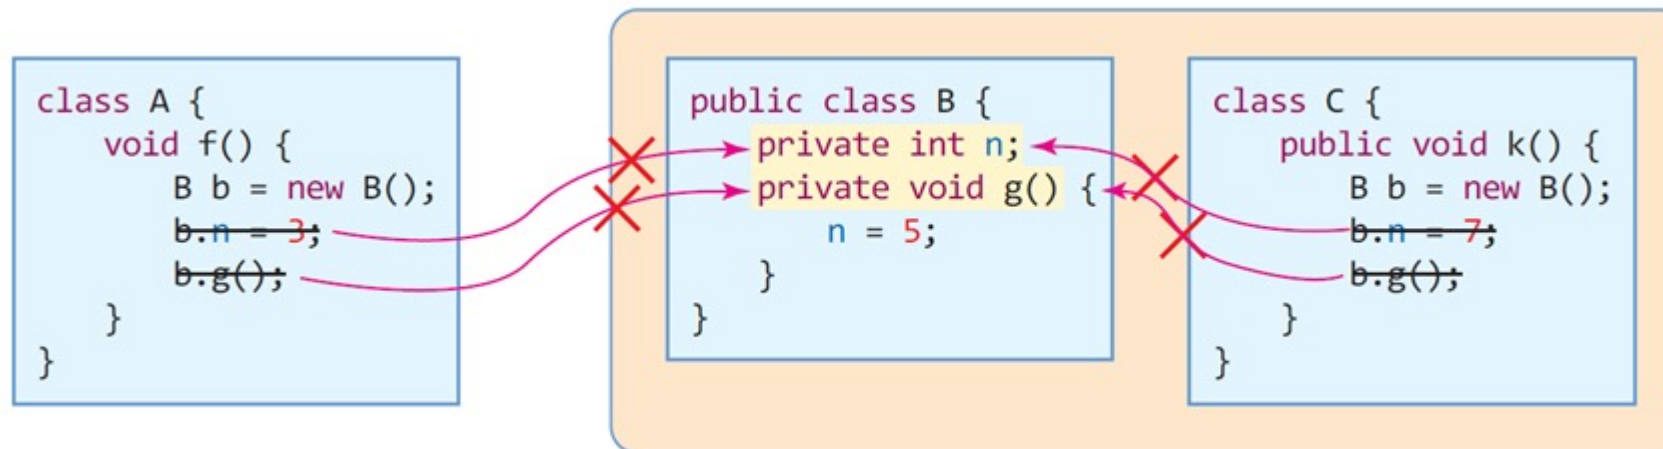 class A {
void f() {
B b = new B();
b.n = 3;
b.g();
}
}
public class B {
private int n;
private void g() {
n = 5;
}
}
class C {
public void k() {
B b = new B();
b.n = 7;
b.g();
}
}